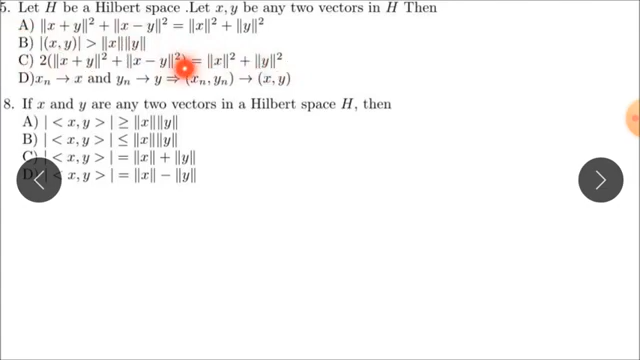 5. Let H be a Hilbert space .Let x, y be any two vectors in H Then
A) ‖x + y‖² + ‖x − y‖² = ‖x‖² + ‖y‖²
B) |(x, y)| > ‖x‖‖y‖
C) 2(‖x + y‖² + ‖x − y‖²) = ‖x‖² + ‖y‖²
D)xₙ → x and yₙ → y ⇒ (xₙ, yₙ) → (x, y)
8. If x and y are any two vectors in a Hilbert space H, then
A) | < x, y > | ≥ ‖x‖‖y‖
B) | < x, y > | ≤ ‖x‖‖y‖
C) | < x, y > | = ‖x‖ + ‖y‖
D) | < x, y > | = ‖x‖ − ‖y‖